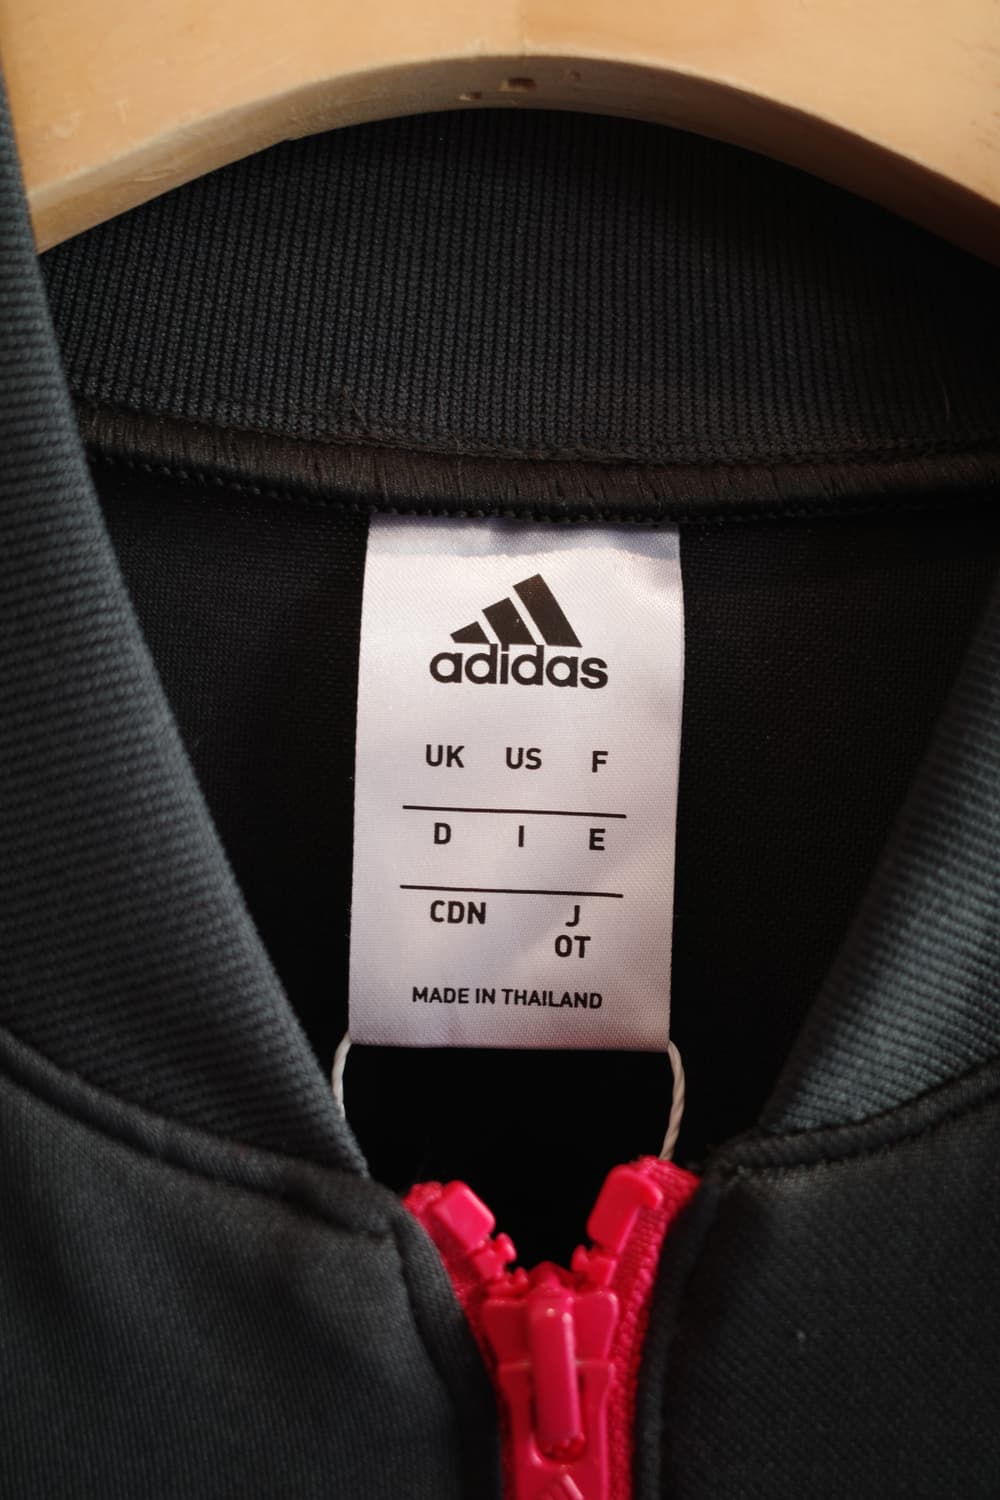 adidas
UK US F
D I E
CDN J
OT
MADE IN THAILAND